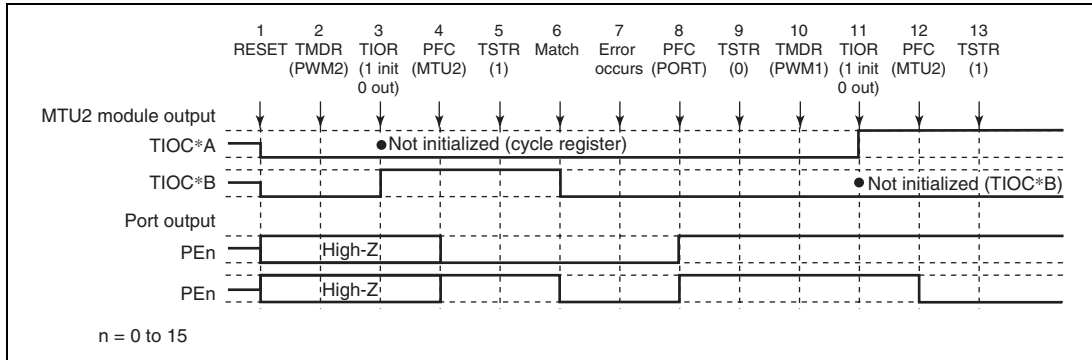 1 2 3 4 5 6 7 8 9 10 11 12 13
RESET TMDR TIOR PFC TSTR Match Error PFC TSTR TMDR TIOR PFC TSTR
(PWM2) (1 init (MTU2) (1) occurs (PORT) (0) (PWM1) (1 init (MTU2) (1)
0 out) 0 out)
MTU2 module output
TIOC*A ●Not initialized (cycle register)
TIOC*B ●Not initialized (TIOC*B)
Port output
PEn High-Z
PEn High-Z
n = 0 to 15